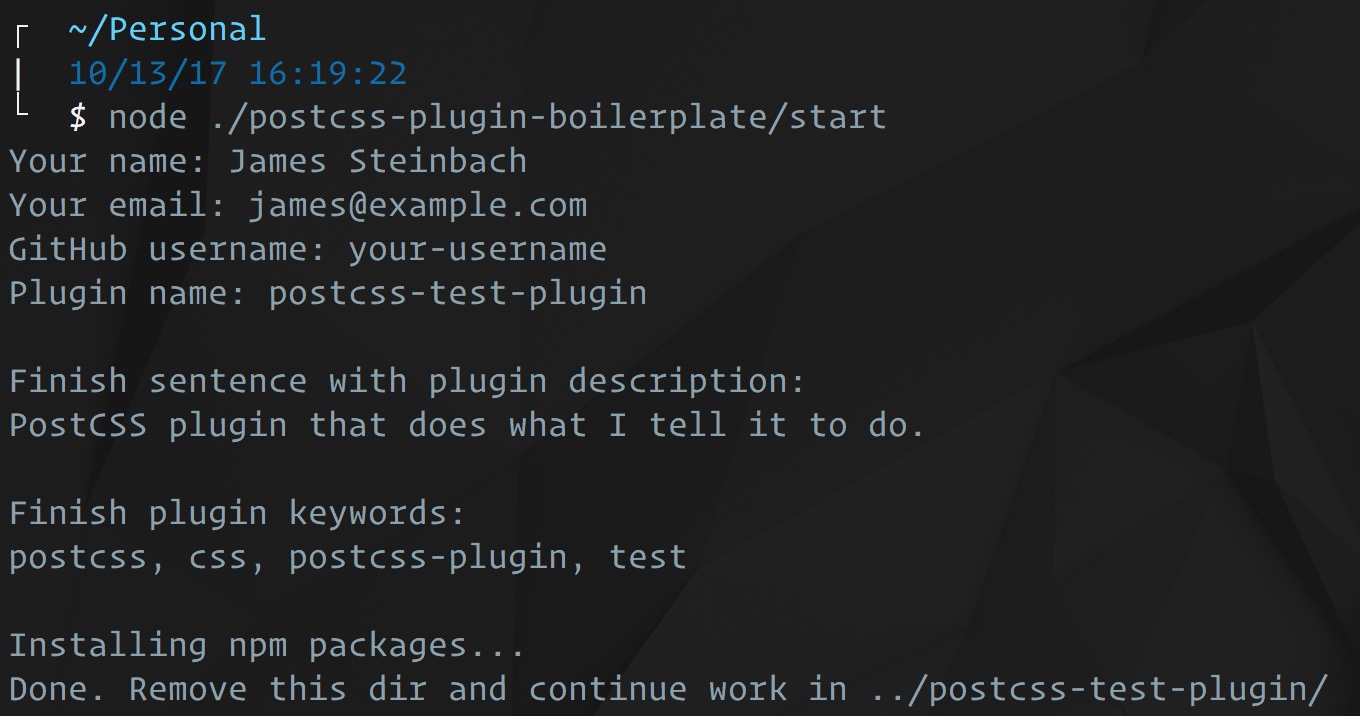 ~/Personal
10/13/17 16:19:22
$ node ./postcss-plugin-boilerplate/start
Your name: James Steinbach
Your email: james@example.com
GitHub username: your-username
Plugin name: postcss-test-plugin
Finish sentence with plugin description:
PostCSS plugin that does what I tell it to do.
Finish plugin keywords:
postcss, css, postcss-plugin, test
Installing npm packages...
Done. Remove this dir and continue work in ../postcss-test-plugin/